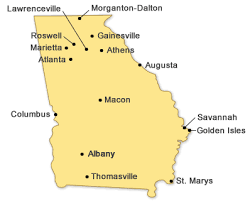 Lawrenceville
Morganton-Dalton
Roswell
Gainesville
Marietta
Athens
Atlanta
Augusta
Macon
Columbus
Savannah
Golden Isles
Albany
Thomasville
St. Marys